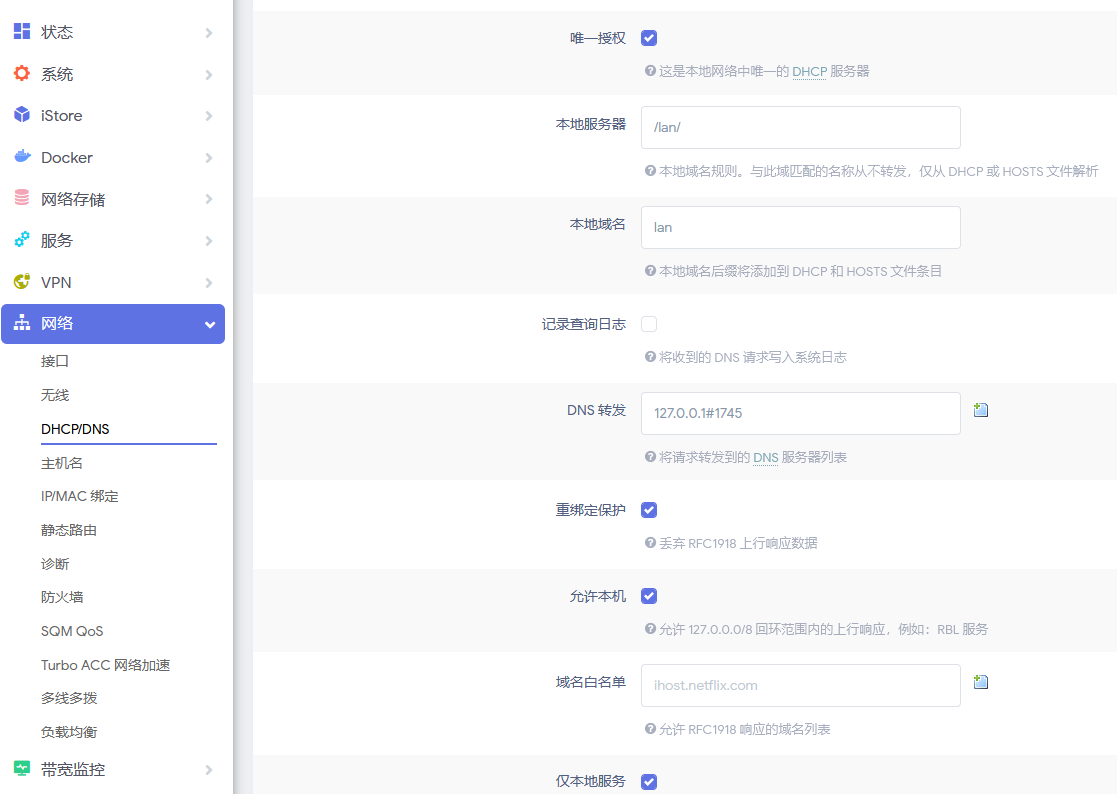 状态
系统
iStore
Docker
网络存储
服务
VPN
网络
接口
无线
DHCP/DNS
主机名
IP/MAC 绑定
静态路由
诊断
防火墙
SQM QoS
Turbo ACC 网络加速
多线多拨
负载均衡
带宽监控
唯一授权
这是本地网络中唯一的 DHCP 服务器
本地服务器
/lan/
本地域名规则。与此域匹配的名称从不转发，仅从 DHCP 或 HOSTS 文件解析
本地域名
lan
本地域名后缀将添加到 DHCP 和 HOSTS 文件条目
记录查询日志
将收到的 DNS 请求写入系统日志
DNS 转发
127.0.0.1#1745
将请求转发到的 DNS 服务器列表
重绑定保护
丢弃 RFC1918 上行响应数据
允许本机
允许 127.0.0.0/8 回环范围内的上行响应，例如：RBL 服务
域名白名单
ihost.netflix.com
允许 RFC1918 响应的域名列表
仅本地服务